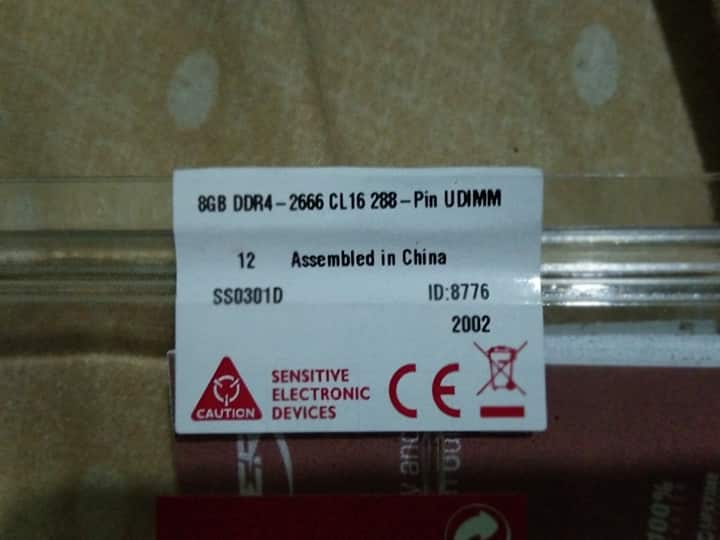 8GB DDR4-2666 CL16 288-Pin UDIMM
12 Assembled in China
SS0301D ID:8776
2002
CAUTION
SENSITIVE
ELECTRONIC
DEVICES
CE
100%